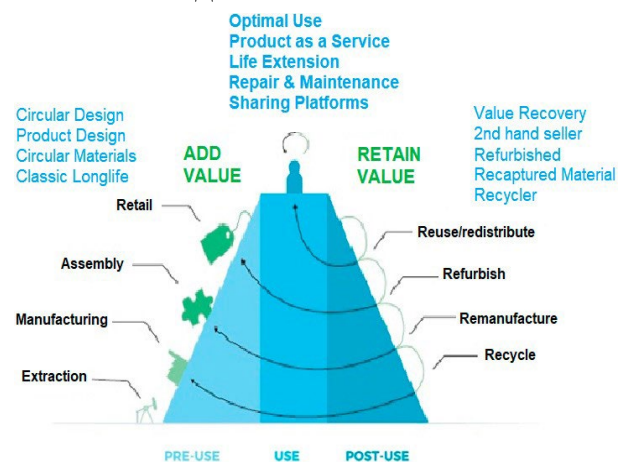 Optimal Use
Product as a Service
Life Extension
Repair & Maintenance
Sharing Platforms
Circular Design
Product Design
Circular Materials
Classic Longlife
ADD
VALUE
RETAIN
VALUE
Value Recovery
2nd hand seller
Refurbished
Recaptured Material
Recycler
Retail
Assembly
Manufacturing
Extraction
Reuse/redistribute
Refurbish
Remanufacture
Recycle
PRE-USE
USE
POST-USE